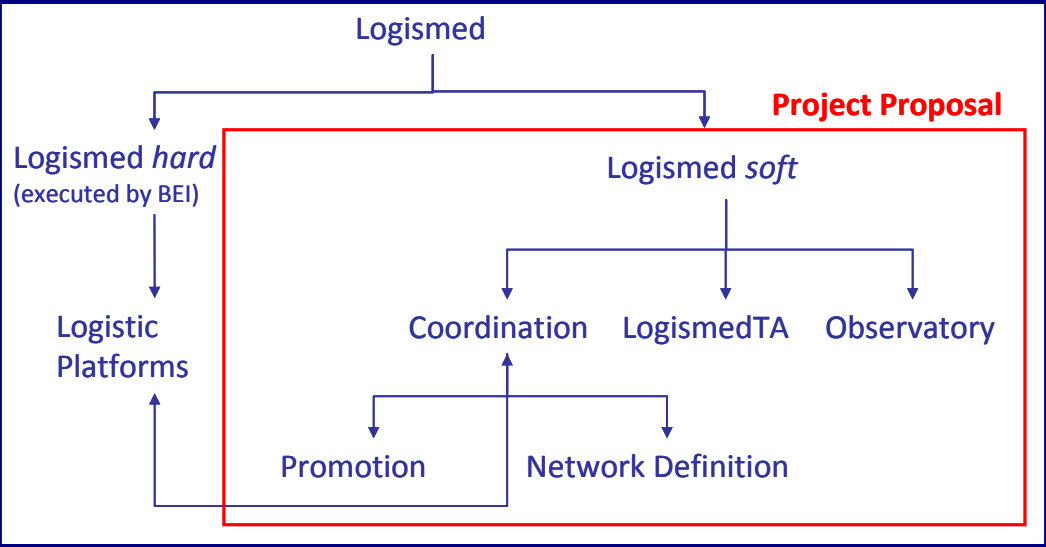 Logismed
Project Proposal
Logismed hard
(executed by BEI)
Logismed soft
Logistic
Platforms
Coordination
LogismedTA
Observatory
Promotion
Network Definition